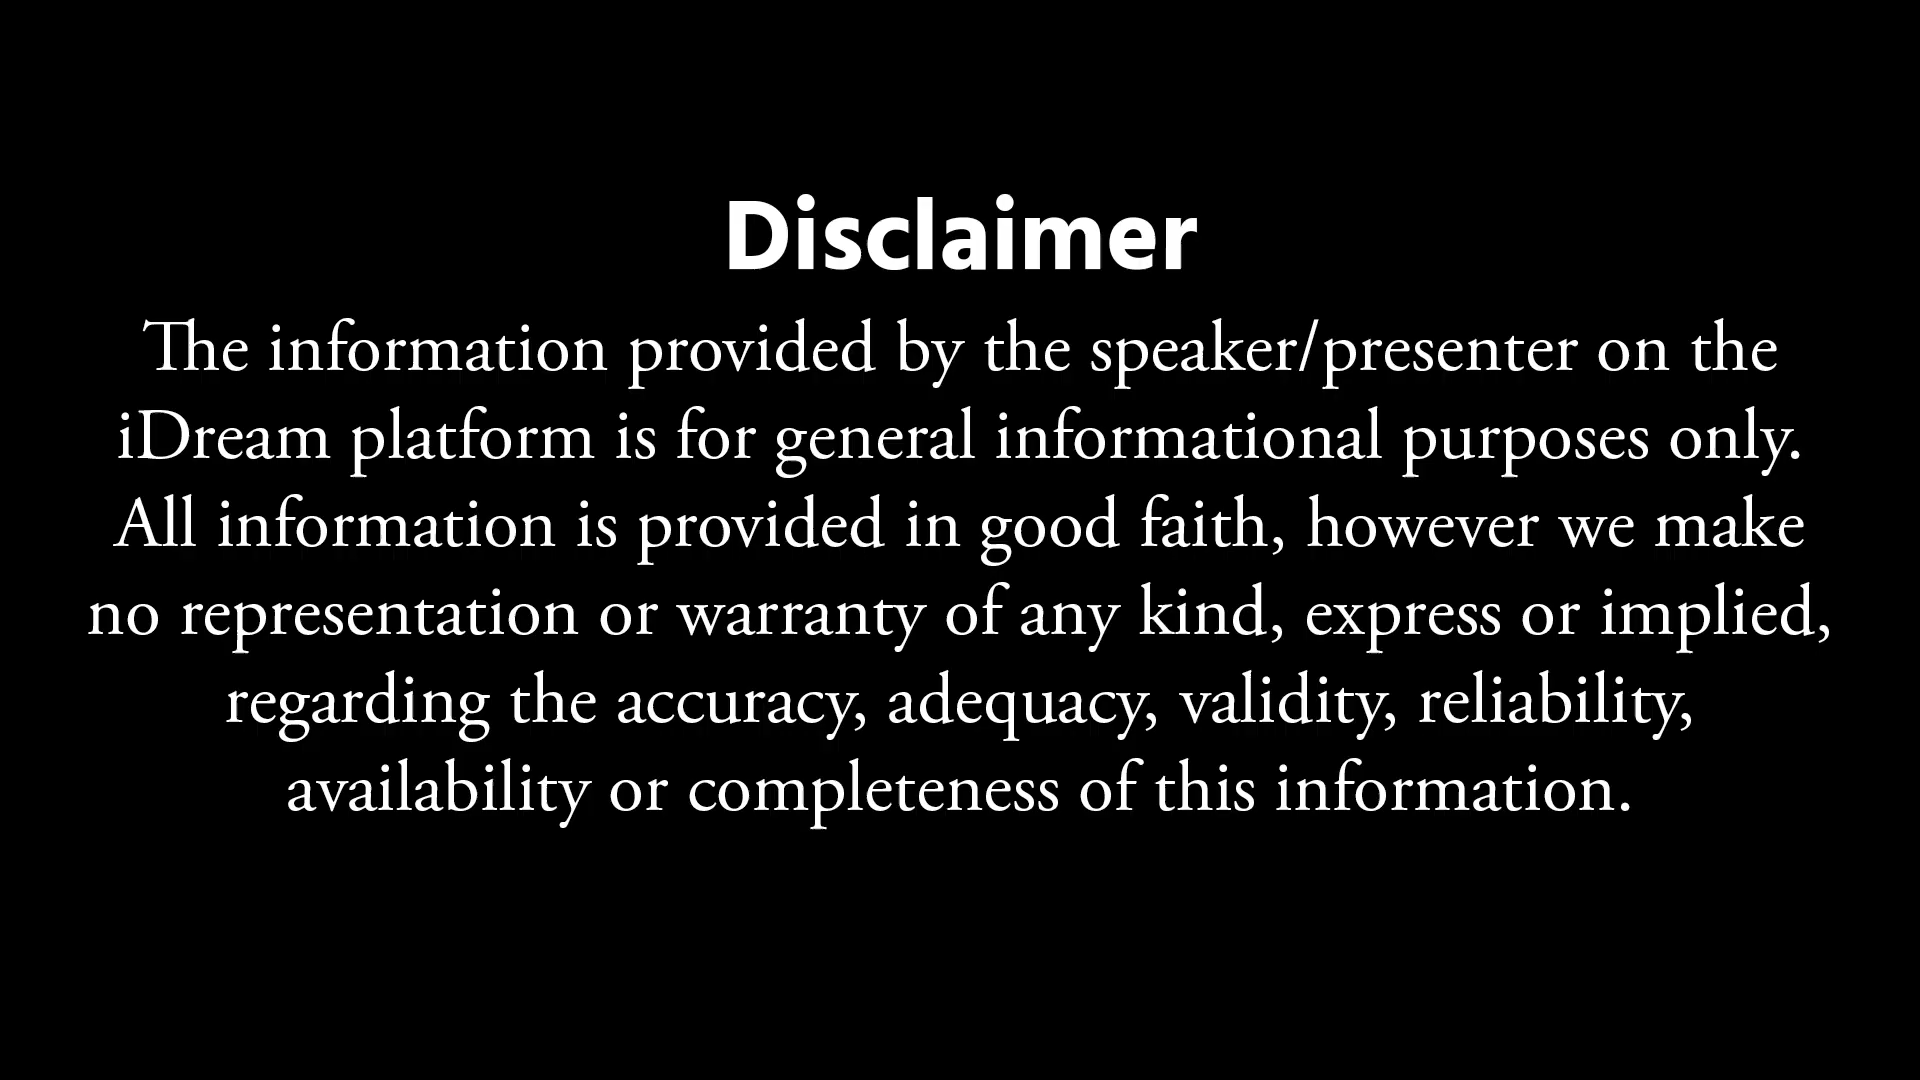 Disclaimer
The information provided by the speaker/presenter on the
iDream platform is for general informational purposes only.
All information is provided in good faith, however we make
no representation or warranty of any kind, express or implied,
regarding the accuracy, adequacy, validity, reliability,
availability or completeness of this information.